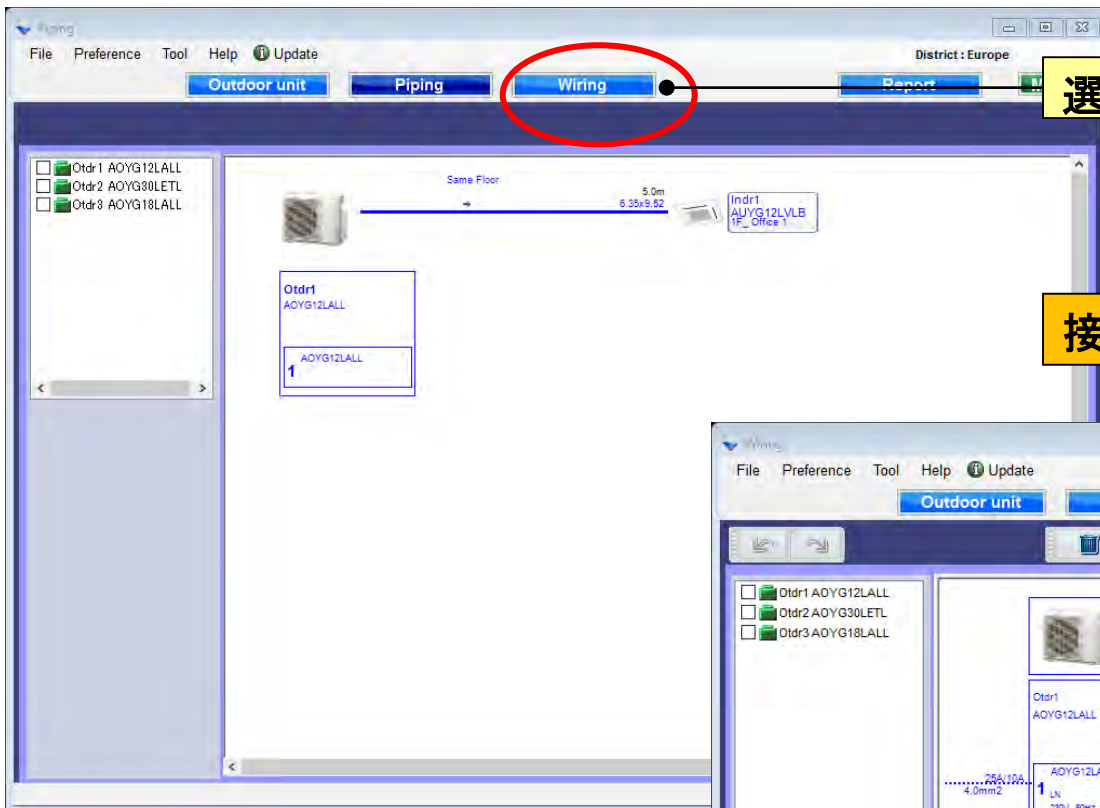 Piping
File Preference Tool Help Update
District : Europe
Outdoor unit Piping Wiring Report
選
Otdr1 AOYG12LALL
Otdr2 AOYG30LETL
Otdr3 AOYG18LALL
Same Floor
5.0m
6.35x9.52
Indr1
AUYG12LVLB
1F_ Office 1
Otdr1
AOYG12LALL
AOYG12LALL
1
接
Wiring
File Preference Tool Help Update
Outdoor unit
Otdr1 AOYG12LALL
Otdr2 AOYG30LETL
Otdr3 AOYG18LALL
Otdr1
AOYG12LALL
25A/10A
4.0mm2
1
LN
230V 50Hz